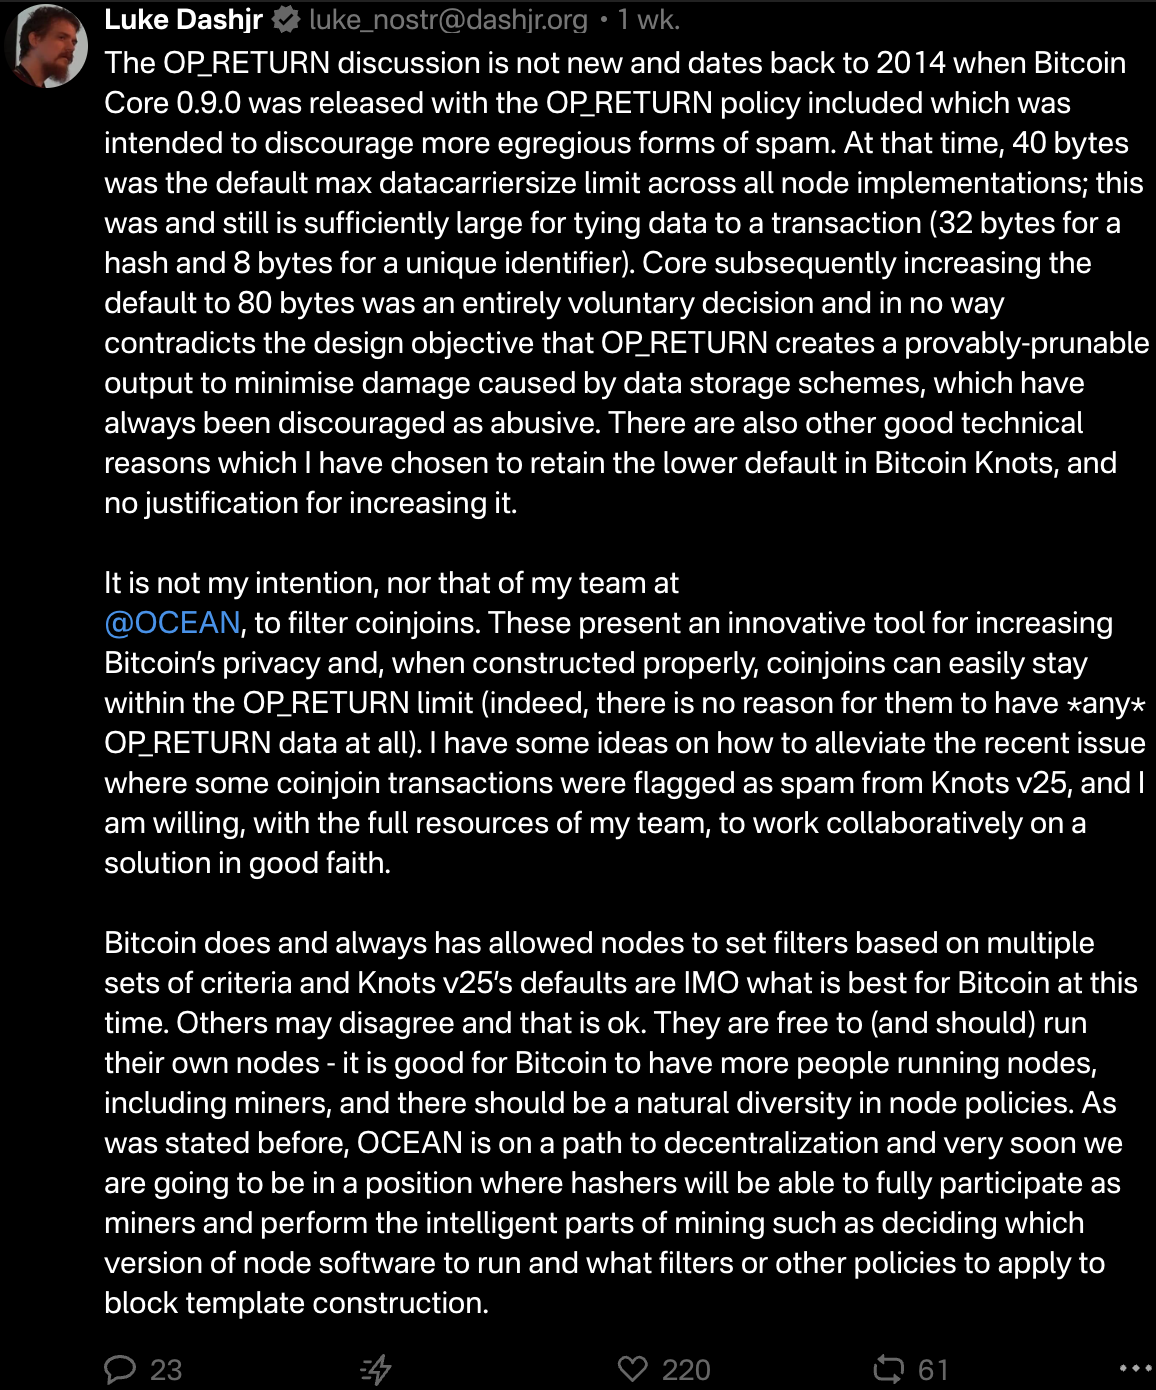 Luke Dashjr luke_nostr@dashjr.org • 1 wk.
The OP_RETURN discussion is not new and dates back to 2014 when Bitcoin
Core 0.9.0 was released with the OP_RETURN policy included which was
intended to discourage more egregious forms of spam. At that time, 40 bytes
was the default max datacarriersize limit across all node implementations; this
was and still is sufficiently large for tying data to a transaction (32 bytes for a
hash and 8 bytes for a unique identifier). Core subsequently increasing the
default to 80 bytes was an entirely voluntary decision and in no way
contradicts the design objective that OP_RETURN creates a provably-prunable
output to minimise damage caused by data storage schemes, which have
always been discouraged as abusive. There are also other good technical
reasons which I have chosen to retain the lower default in Bitcoin Knots, and
no justification for increasing it.
It is not my intention, nor that of my team at
@OCEAN, to filter coinjoins. These present an innovative tool for increasing
Bitcoin's privacy and, when constructed properly, coinjoins can easily stay
within the OP_RETURN limit (indeed, there is no reason for them to have *any*
OP_RETURN data at all). I have some ideas on how to alleviate the recent issue
where some coinjoin transactions were flagged as spam from Knots v25, and I
am willing, with the full resources of my team, to work collaboratively on a
solution in good faith.
Bitcoin does and always has allowed nodes to set filters based on multiple
sets of criteria and Knots v25's defaults are IMO what is best for Bitcoin at this
time. Others may disagree and that is ok. They are free to (and should) run
their own nodes - it is good for Bitcoin to have more people running nodes,
including miners, and there should be a natural diversity in node policies. As
was stated before, OCEAN is on a path to decentralization and very soon we
are going to be in a position where hashers will be able to fully participate as
miners and perform the intelligent parts of mining such as deciding which
version of node software to run and what filters or other policies to apply to
block template construction.
23 220 61